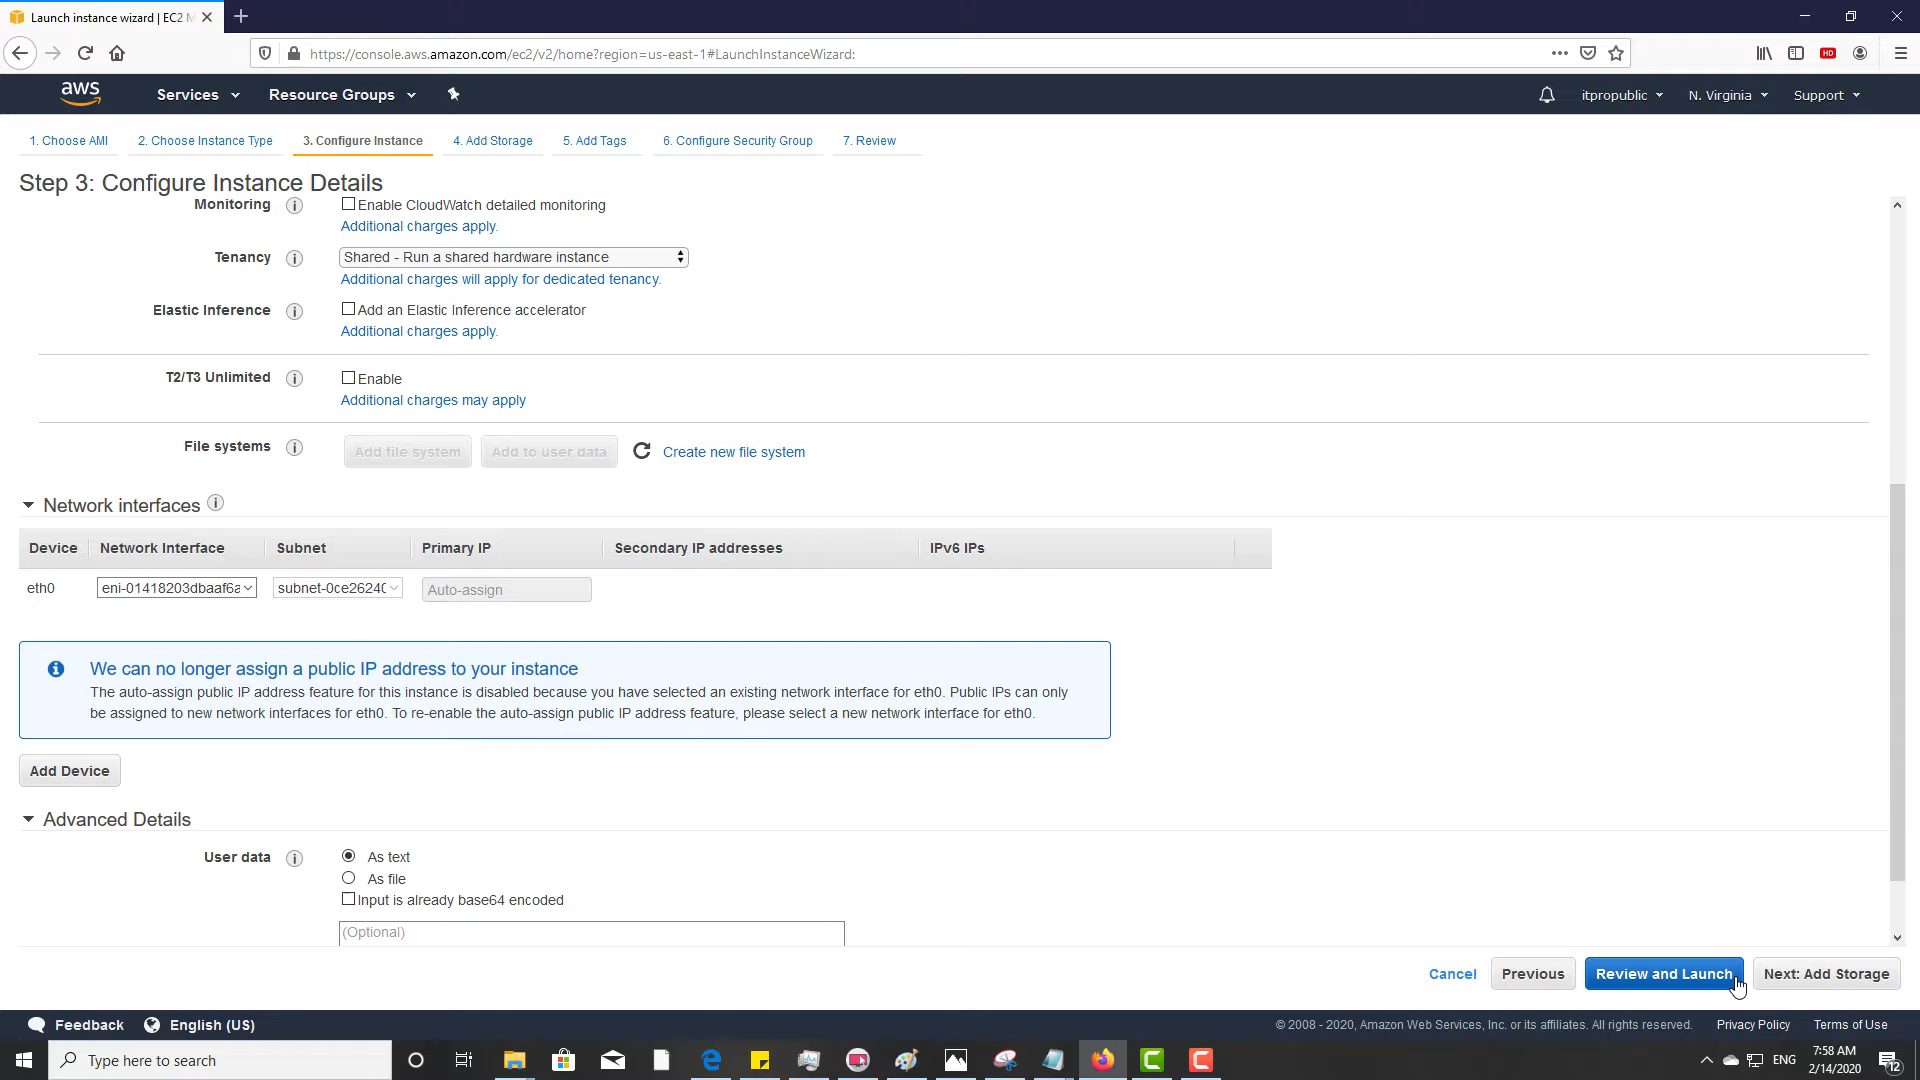 Launch instance wizard | EC2 M
https://console.aws.amazon.com/ec2/v2/home?region=us-east-1#LaunchInstanceWizard:
HD
aws
Services
Resource Groups
itpropublic
N. Virginia
Support
1. Choose AMI
2. Choose Instance Type
3. Configure Instance
4. Add Storage
5. Add Tags
6. Configure Security Group
7. Review
Step 3: Configure Instance Details
Monitoring
Enable CloudWatch detailed monitoring
Additional charges apply.
Tenancy
Shared - Run a shared hardware instance
Additional charges will apply for dedicated tenancy.
Elastic Inference
Add an Elastic Inference accelerator
Additional charges apply.
T2/T3 Unlimited
Enable
Additional charges may apply
File systems
Add file system
Add to user data
Create new file system
Network interfaces
Device
Network Interface
Subnet
Primary IP
Secondary IP addresses
IPv6 IPs
eth0
eni-01418203dbaaf6a
subnet-0ce26240
Auto-assign
We can no longer assign a public IP address to your instance
The auto-assign public IP address feature for this instance is disabled because you have selected an existing network interface for eth0. Public IPs can only
be assigned to new network interfaces for eth0. To re-enable the auto-assign public IP address feature, please select a new network interface for eth0.
Add Device
Advanced Details
User data
As text
As file
Input is already base64 encoded
(Optional)
Cancel
Previous
Review and Launch
Next: Add Storage
Feedback
English (US)
© 2008 - 2020, Amazon Web Services, Inc. or its affiliates. All rights reserved.
Privacy Policy
Terms of Use
Type here to search
ENG
7:58 AM
2/14/2020
12